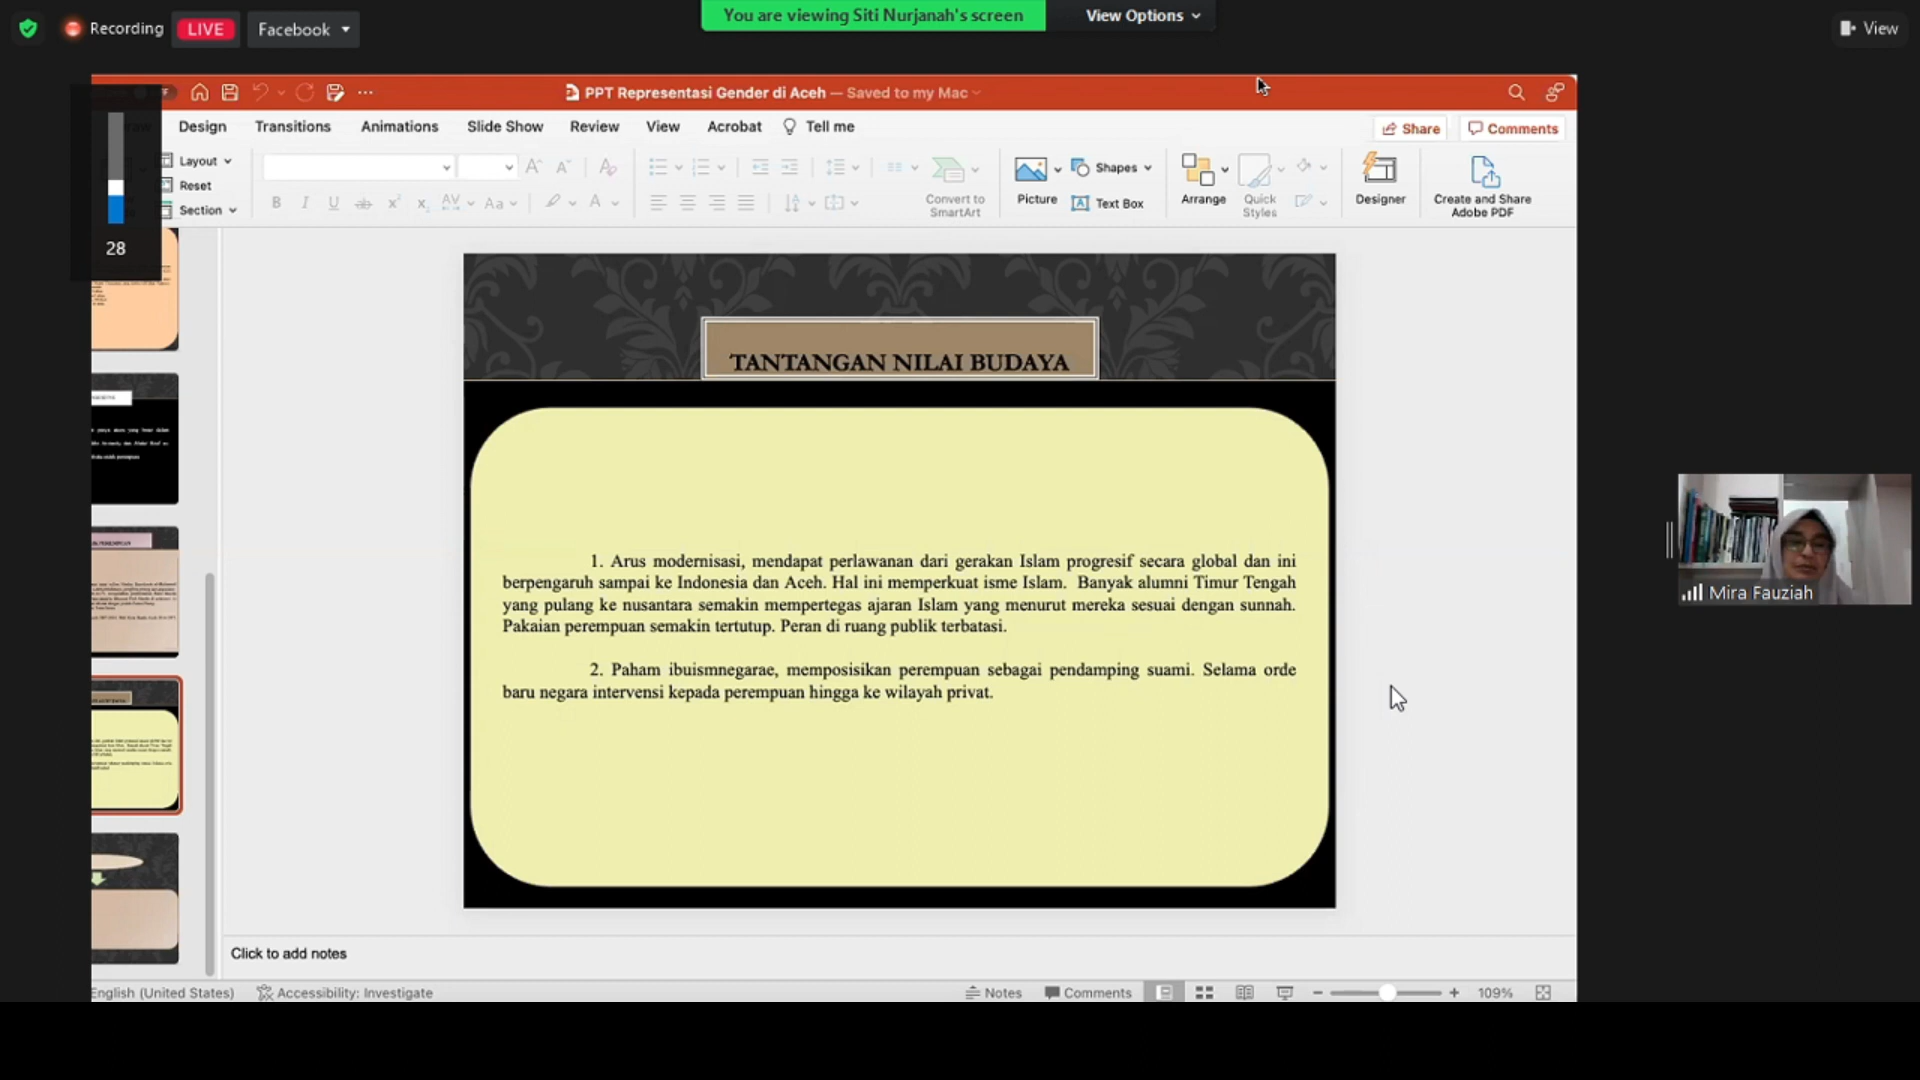 Recording
LIVE
Facebook
You are viewing Siti Nurjanah's screen
View Options
View
PPT Representasi Gender di Aceh — Saved to my Mac
Design
Transitions
Animations
Slide Show
Review
View
Acrobat
Tell me
Share
Comments
Layout
Reset
Section
Convert to
SmartArt
Picture
Shapes
Text Box
Arrange
Quick
Styles
Designer
Create and Share
Adobe PDF
28
TANTANGAN NILAI BUDAYA
1. Arus modernisasi, mendapat perlawanan dari gerakan Islam progresif secara global dan ini
berpengaruh sampai ke Indonesia dan Aceh. Hal ini memperkuat isme Islam. Banyak alumni Timur Tengah
yang pulang ke nusantara semakin mempertegas ajaran Islam yang menurut mereka sesuai dengan sunnah.
Pakaian perempuan semakin tertutup. Peran di ruang publik terbatasi.
2. Paham ibuismnegarae, memposisikan perempuan sebagai pendamping suami. Selama orde
baru negara intervensi kepada perempuan hingga ke wilayah privat.
Mira Fauziah
Click to add notes
English (United States)
Accessibility: Investigate
Notes
Comments
109%